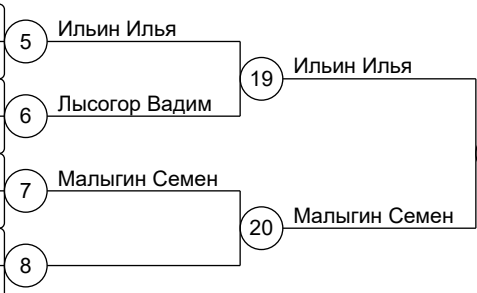 5 Ильин Илья
19 Ильин Илья
6 Лысогор Вадим
7 Малыгин Семен
20 Малыгин Семен
8